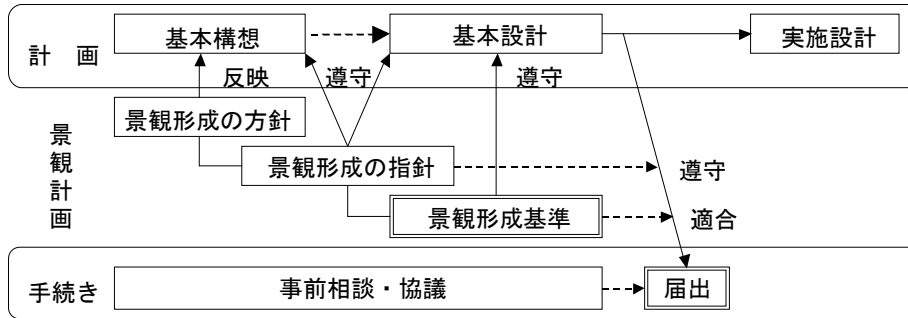 基本構想
基本設計
実施設計
計　画
反映
遵守
遵守
景観形成の方針
景観計画
景観形成の指針
遵守
景観形成基準
適合
手続き
事前相談・協議
届出